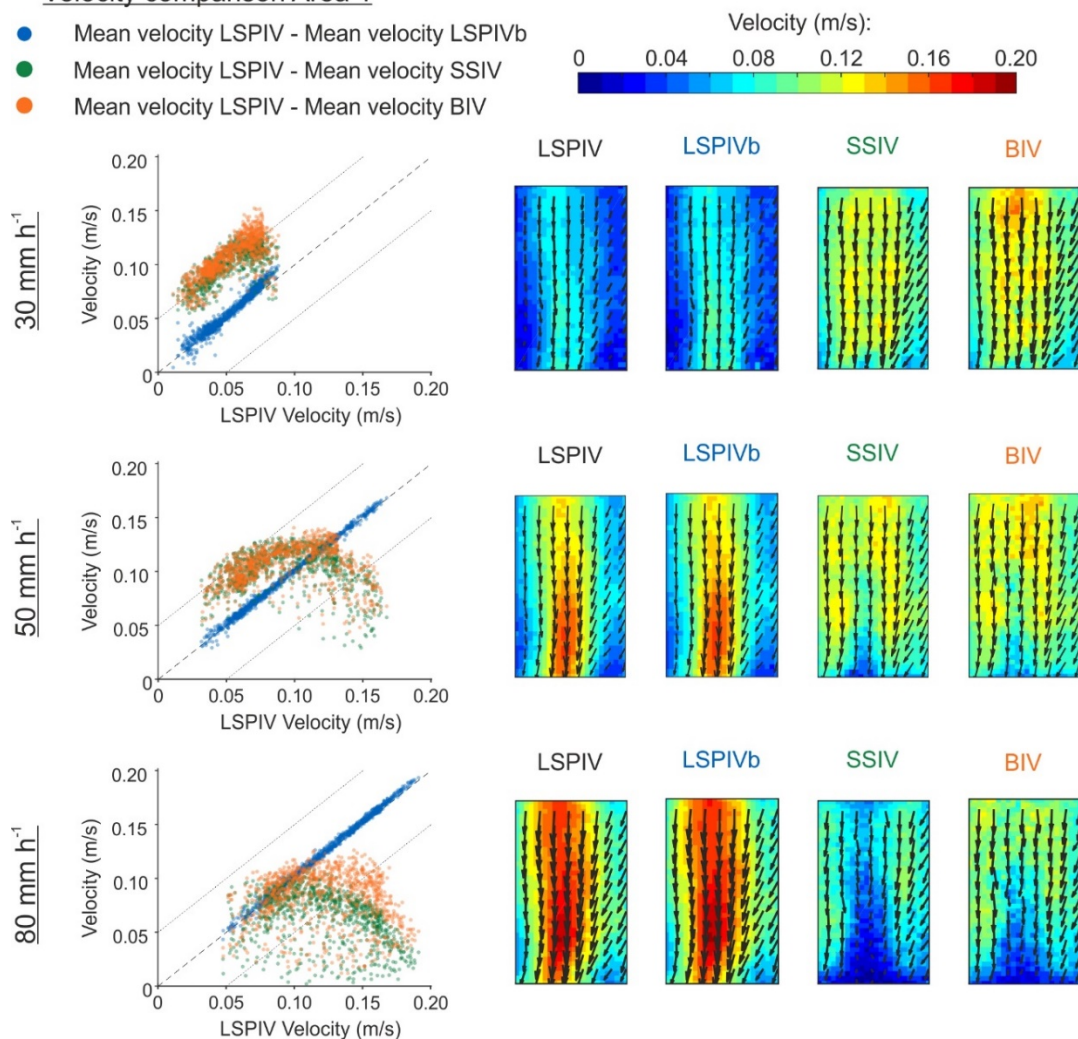 Velocity comparison Area 1
Mean velocity LSPIV - Mean velocity LSPIVb
Mean velocity LSPIV - Mean velocity SSIV
Mean velocity LSPIV - Mean velocity BIV
Velocity (m/s):
0 0.04 0.08 0.12 0.16 0.20
30 mm h⁻¹
Velocity (m/s)
0.20
0.15
0.10
0.05
0
0 0.05 0.10 0.15 0.20
LSPIV Velocity (m/s)
LSPIV LSPIVb SSIV BIV
50 mm h⁻¹
Velocity (m/s)
0.20
0.15
0.10
0.05
0
0 0.05 0.10 0.15 0.20
LSPIV Velocity (m/s)
LSPIV LSPIVb SSIV BIV
80 mm h⁻¹
Velocity (m/s)
0.20
0.15
0.10
0.05
0
0 0.05 0.10 0.15 0.20
LSPIV Velocity (m/s)
LSPIV LSPIVb SSIV BIV